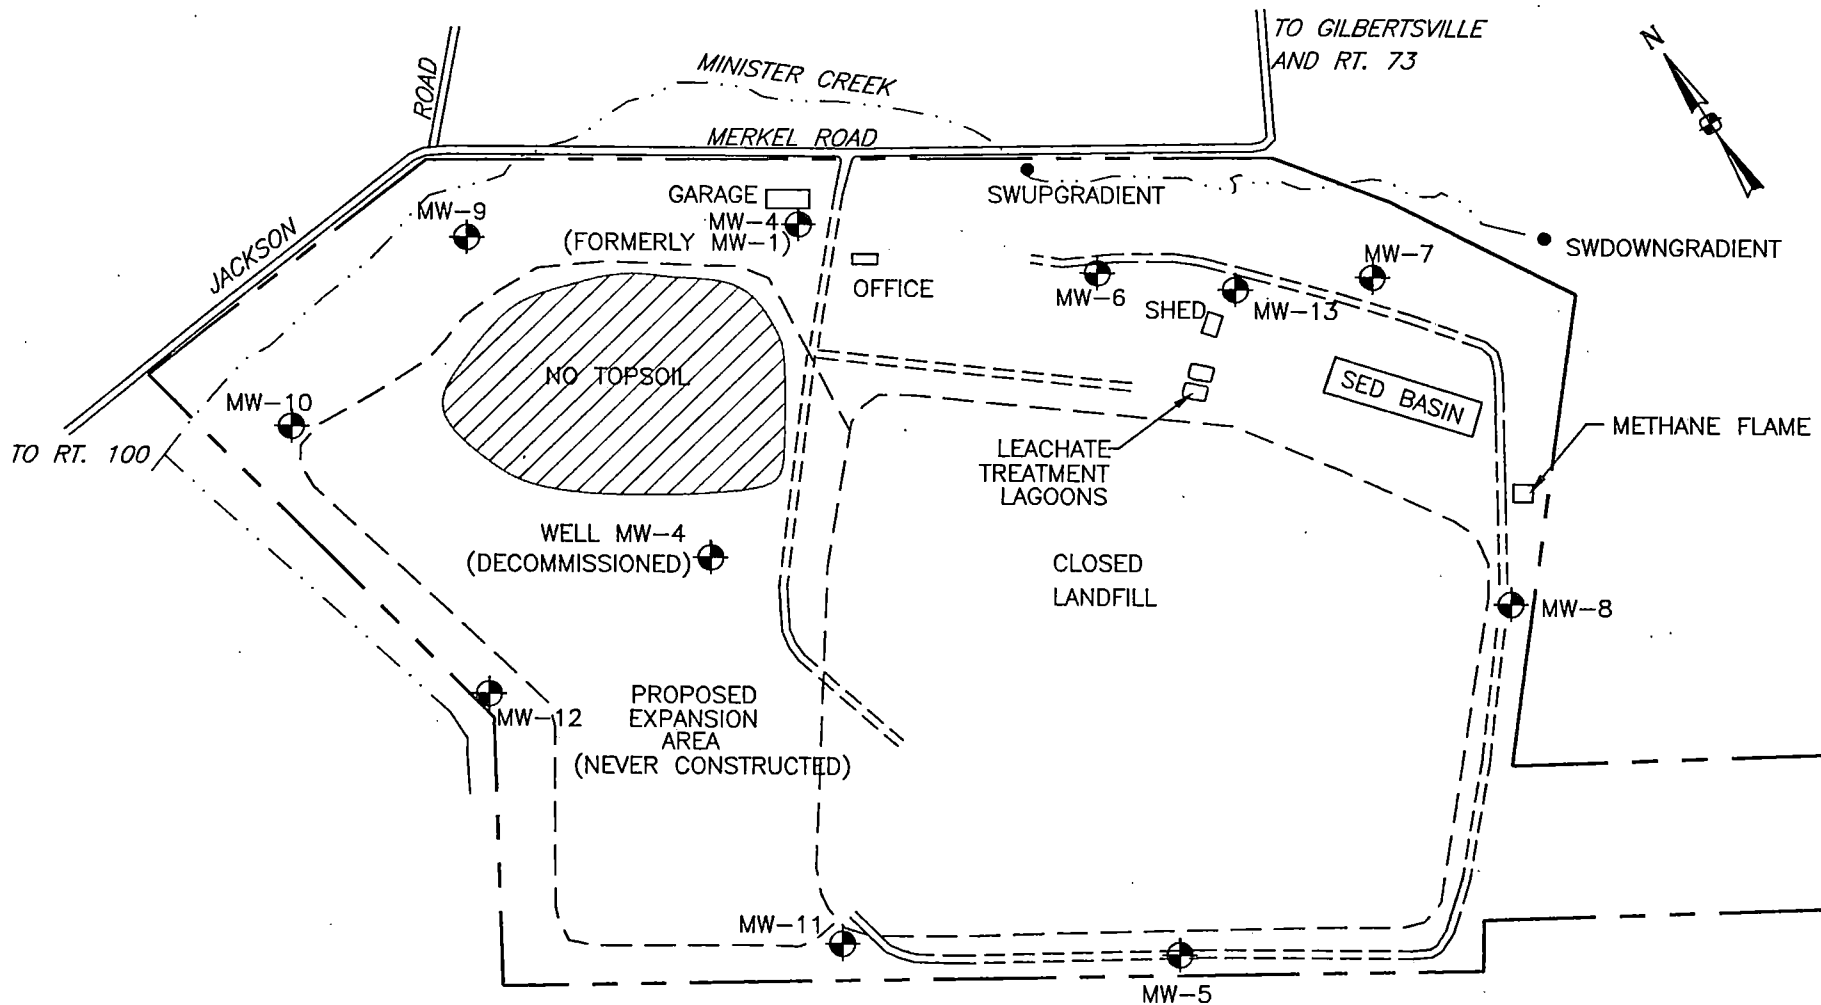 TO GILBERTSVILLE
AND RT. 73
N
ROAD
MINISTER CREEK
MERKEL ROAD
JACKSON
GARAGE
MW-9
MW-4
(FORMERLY MW-1)
SWUPGRADIENT
SWDOWNGRADIENT
OFFICE
MW-6
SHED
MW-13
MW-7
NO TOPSOIL
SED BASIN
MW-10
TO RT. 100
METHANE FLAME
LEACHATE
TREATMENT
LAGOONS
WELL MW-4
(DECOMMISSIONED)
CLOSED
LANDFILL
MW-8
MW-12
PROPOSED
EXPANSION
AREA
(NEVER CONSTRUCTED)
MW-11
MW-5